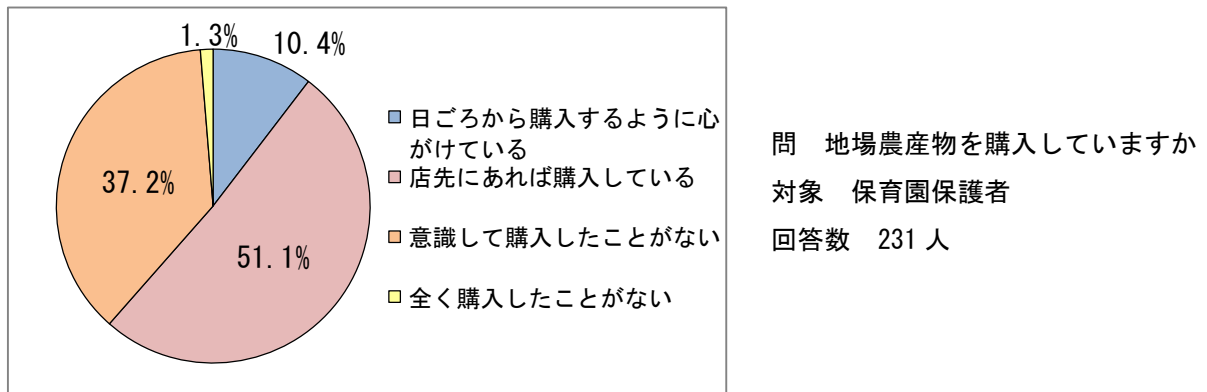 1.3%
10.4%
37.2%
51.1%
日ごろから購入するように心
がけている
店先にあれば購入している
意識して購入したことがない
全く購入したことがない
問　地場農産物を購入していますか
対象　保育園保護者
回答数　231 人